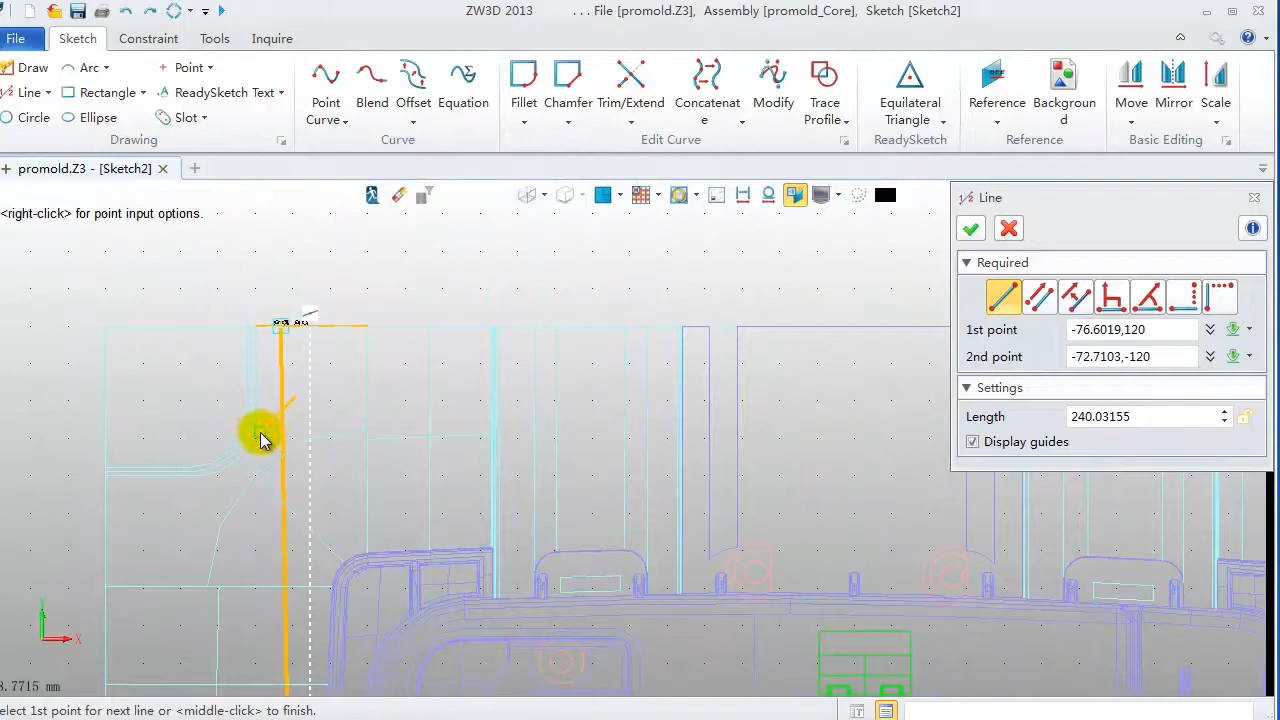 ZW3D 2013 ... File [promold.Z3], Assembly [promold_Core], Sketch [Sketch2]
File Sketch Constraint Tools Inquire
Draw Arc Point
Line Rectangle ReadySketch Text
Circle Ellipse Slot
Drawing
Point Curve Blend Offset Equation
Curve
Fillet Chamfer Trim/Extend Concatenat e Modify Trace Profile
Edit Curve
Equilateral Triangle
ReadySketch
Reference Backgroun d
Reference
Move Mirror Scale
Basic Editing
promold.Z3 - [Sketch2]
<right-click> for point input options.
Line
Required
1st point -76.6019,120
2nd point -72.7103,-120
Settings
Length 240.03155
Display guides
X
8.7715 mm
elect 1st point for next line or <middle-click> to finish.